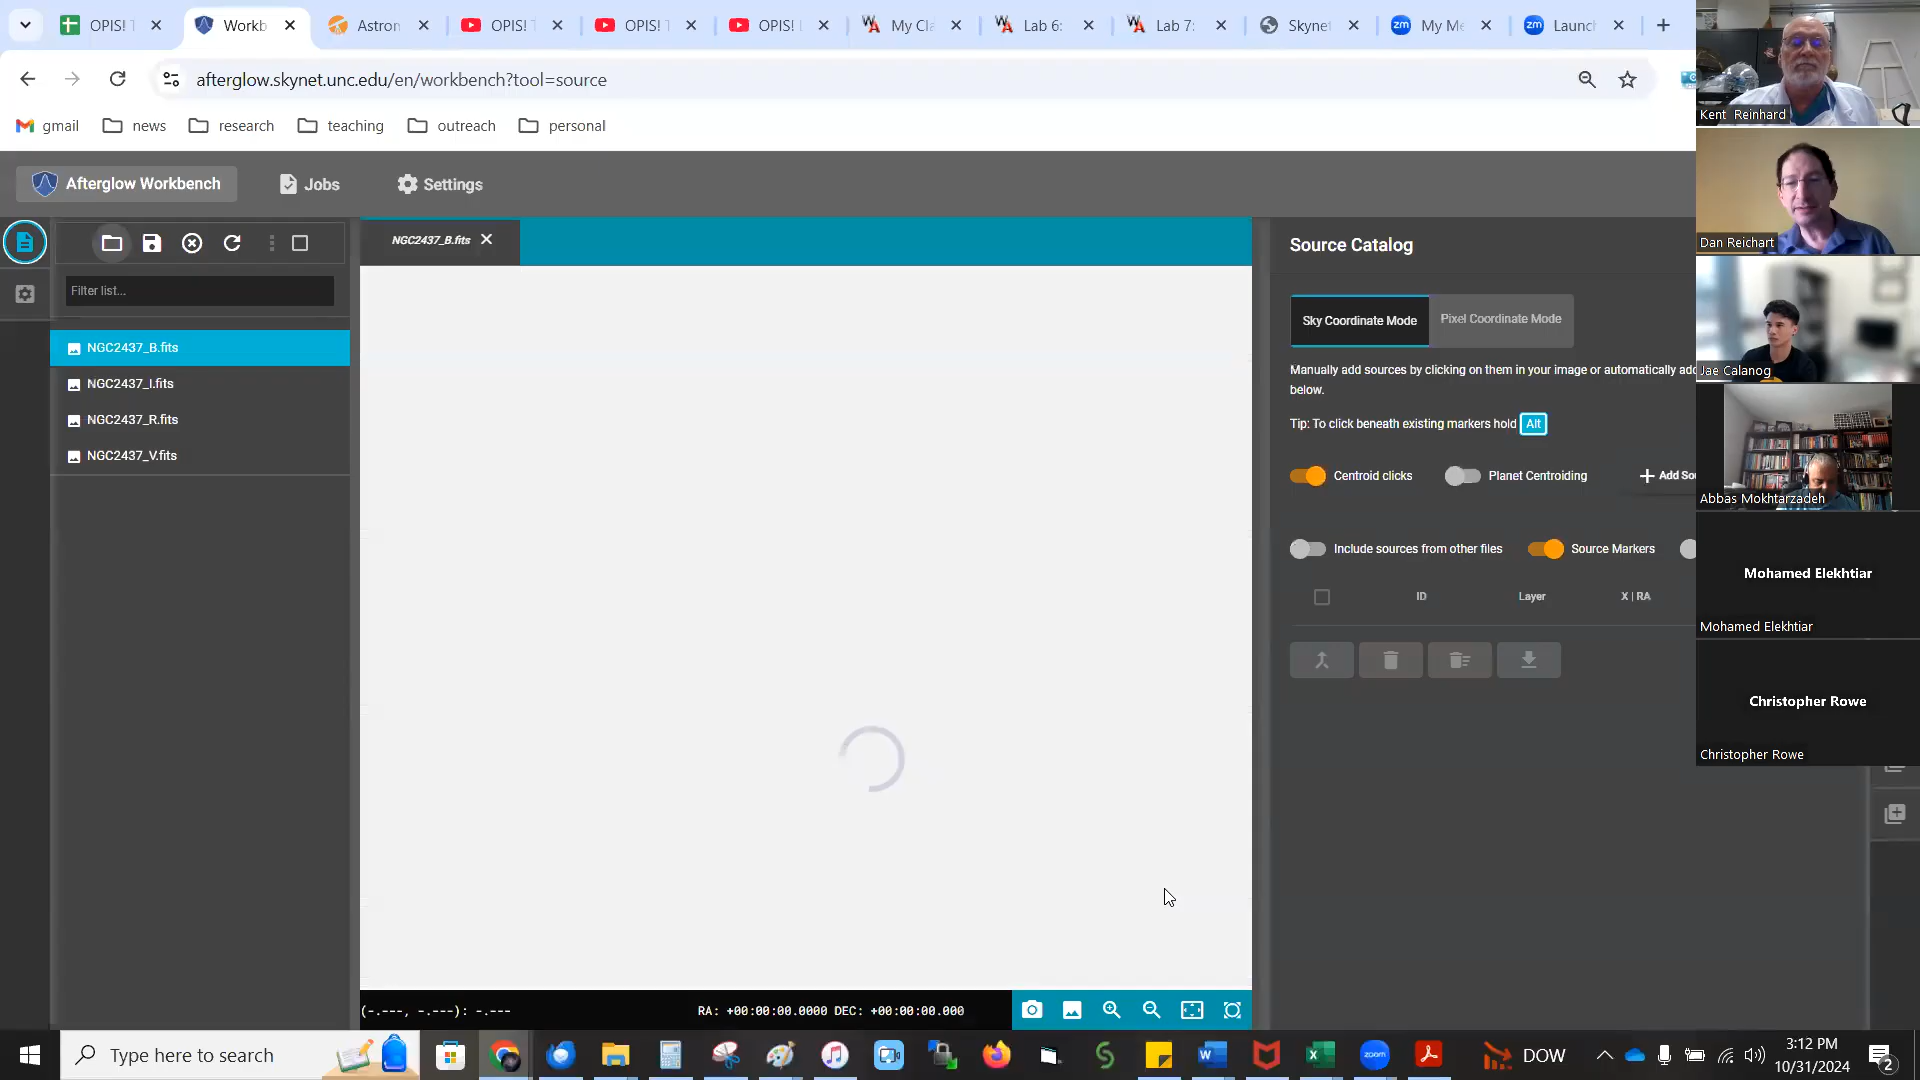 OPIS! T
Workb
Astron
OPIS! T
OPIS! T
OPIS! L
My Cla
Lab 6:
Lab 7:
Skynet
My Me
Launc
afterglow.skynet.unc.edu/en/workbench?tool=source
gmail
news
research
teaching
outreach
personal
Afterglow Workbench
Jobs
Settings
Filter list...
NGC2437_B.fits
NGC2437_I.fits
NGC2437_R.fits
NGC2437_V.fits
NGC2437_B.fits
Source Catalog
Sky Coordinate Mode
Pixel Coordinate Mode
Manually add sources by clicking on them in your image or automatically add
below.
Tip: To click beneath existing markers hold Alt
Centroid clicks
Planet Centroiding
Add Sou
Include sources from other files
Source Markers
ID
Layer
X | RA
(-.---, -.---): -.---
RA: +00:00:00.0000 DEC: +00:00:00.000
Kent Reinhard
Dan Reichart
Jae Calanog
Abbas Mokhtarzadeh
Mohamed Elekhtiar
Mohamed Elekhtiar
Christopher Rowe
Christopher Rowe
Type here to search
zoom
DOW
3:12 PM
10/31/2024
2